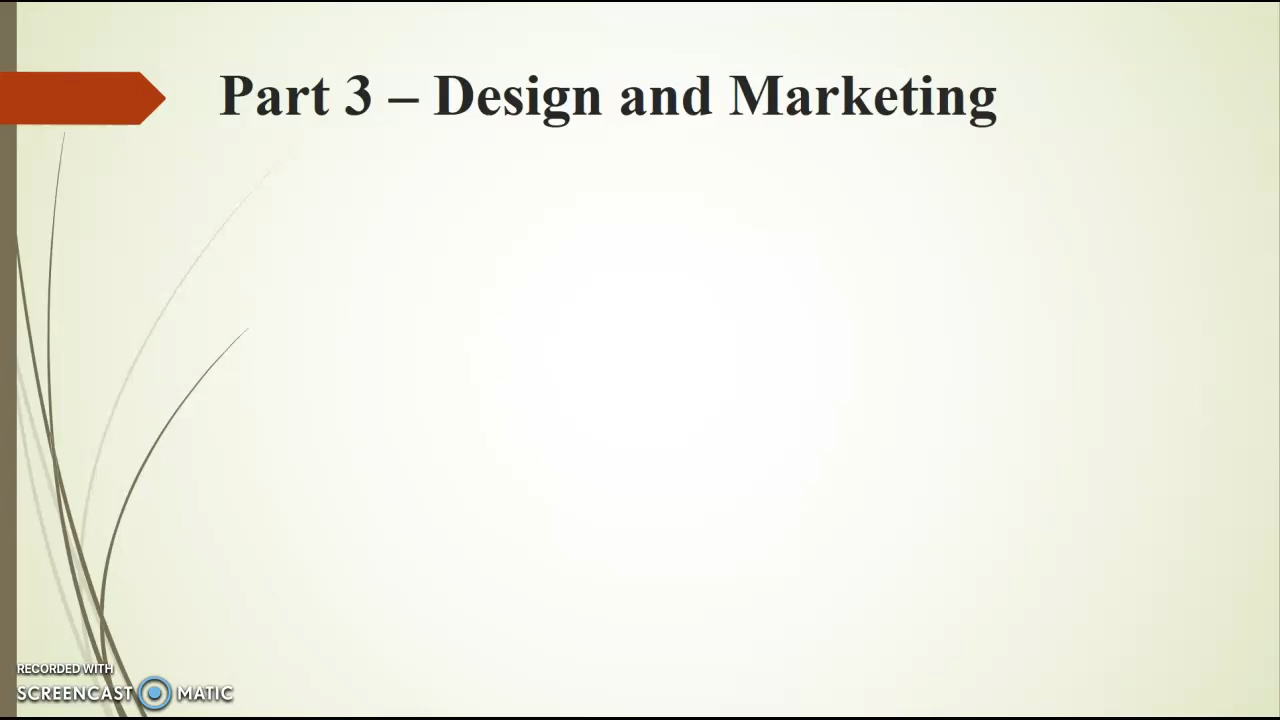 Part 3 – Design and Marketing
RECORDED WITH
SCREENCAST MATIC